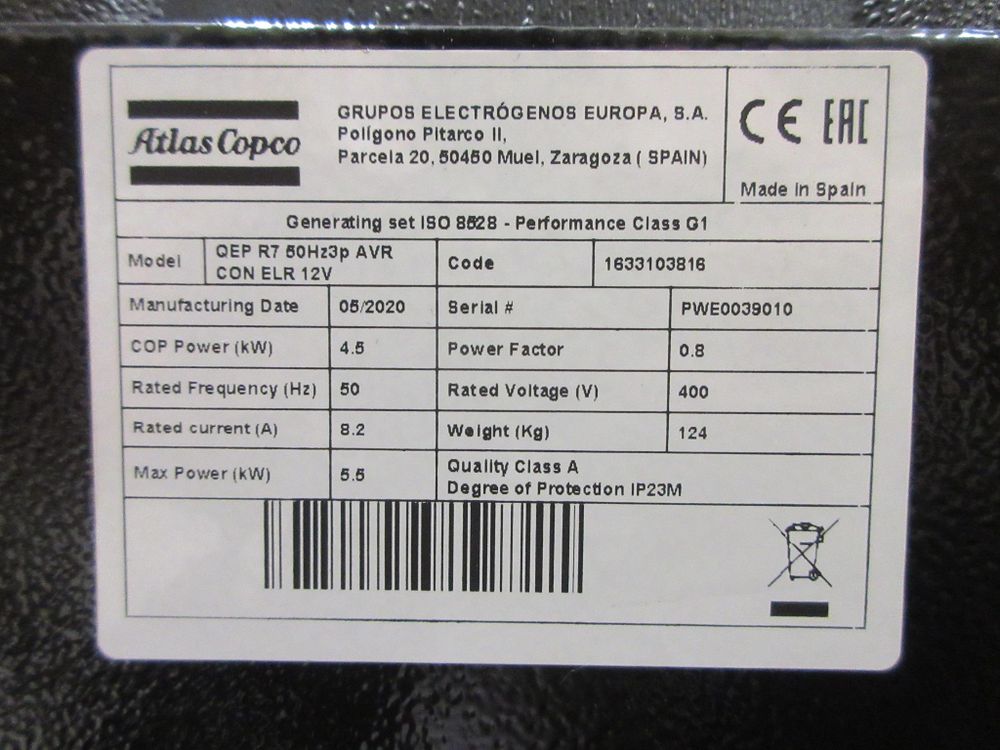 Atlas Copco
GRUPOS ELECTRÓGENOS EUROPA, S.A.
Polígono Pitarco II,
Parcela 20, 50450 Muel, Zaragoza ( SPAIN)
CE EAC
Made in Spain
Generating set ISO 8528 - Performance Class G1
Model QEP R7 50Hz3p AVR
CON ELR 12V
Code 1633103816
Manufacturing Date 05/2020 Serial # PWE0039010
COP Power (kW) 4.5 Power Factor 0.8
Rated Frequency (Hz) 50 Rated Voltage (V) 400
Rated current (A) 8.2 Weight (Kg) 124
Max Power (kW) 5.5 Quality Class A
Degree of Protection IP23M